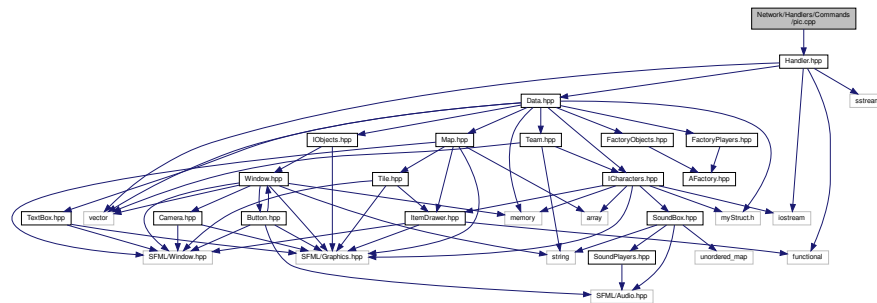 Network/Handlers/Commands
/pic.cpp
Handler.hpp
Data.hpp
sstream
IObjects.hpp
Map.hpp
Team.hpp
FactoryObjects.hpp
FactoryPlayers.hpp
Window.hpp
Tile.hpp
ICharacters.hpp
AFactory.hpp
TextBox.hpp
vector
Camera.hpp
Button.hpp
ItemDrawer.hpp
memory
array
SoundBox.hpp
myStruct.h
iostream
SFML/Window.hpp
SFML/Graphics.hpp
string
SoundPlayers.hpp
unordered_map
functional
SFML/Audio.hpp